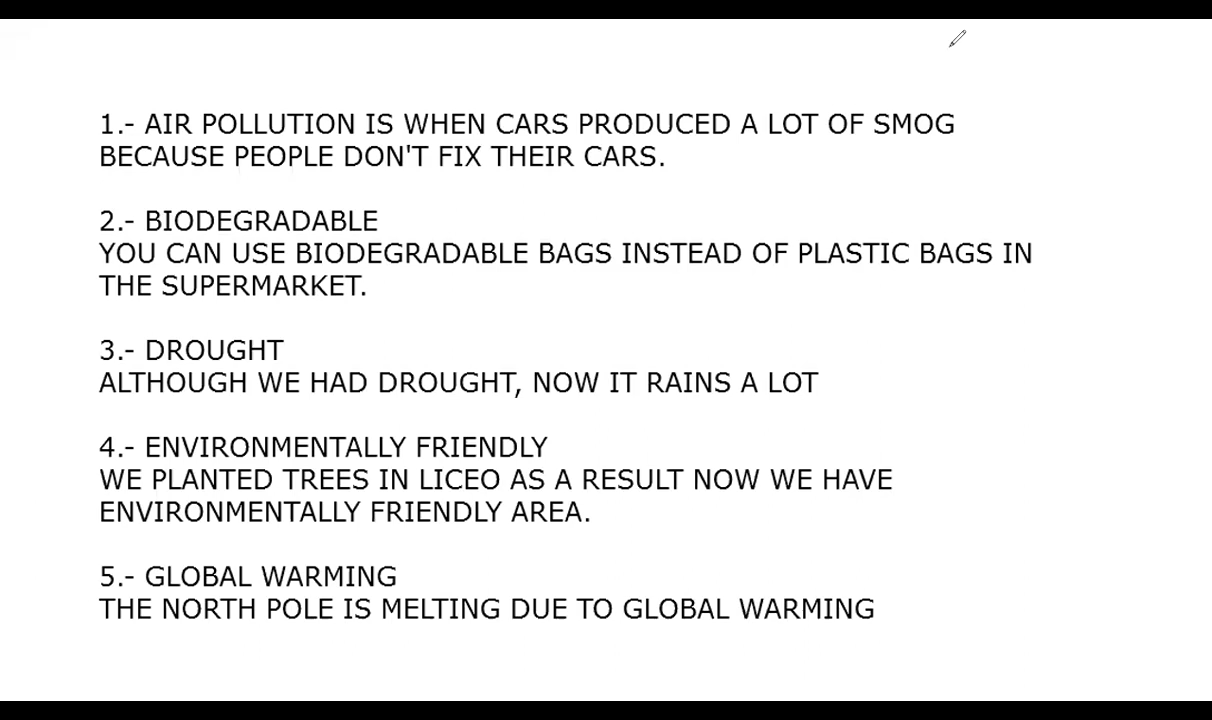 1.- AIR POLLUTION IS WHEN CARS PRODUCED A LOT OF SMOG
BECAUSE PEOPLE DON'T FIX THEIR CARS.
2.- BIODEGRADABLE
YOU CAN USE BIODEGRADABLE BAGS INSTEAD OF PLASTIC BAGS IN
THE SUPERMARKET.
3.- DROUGHT
ALTHOUGH WE HAD DROUGHT, NOW IT RAINS A LOT
4.- ENVIRONMENTALLY FRIENDLY
WE PLANTED TREES IN LICEO AS A RESULT NOW WE HAVE
ENVIRONMENTALLY FRIENDLY AREA.
5.- GLOBAL WARMING
THE NORTH POLE IS MELTING DUE TO GLOBAL WARMING